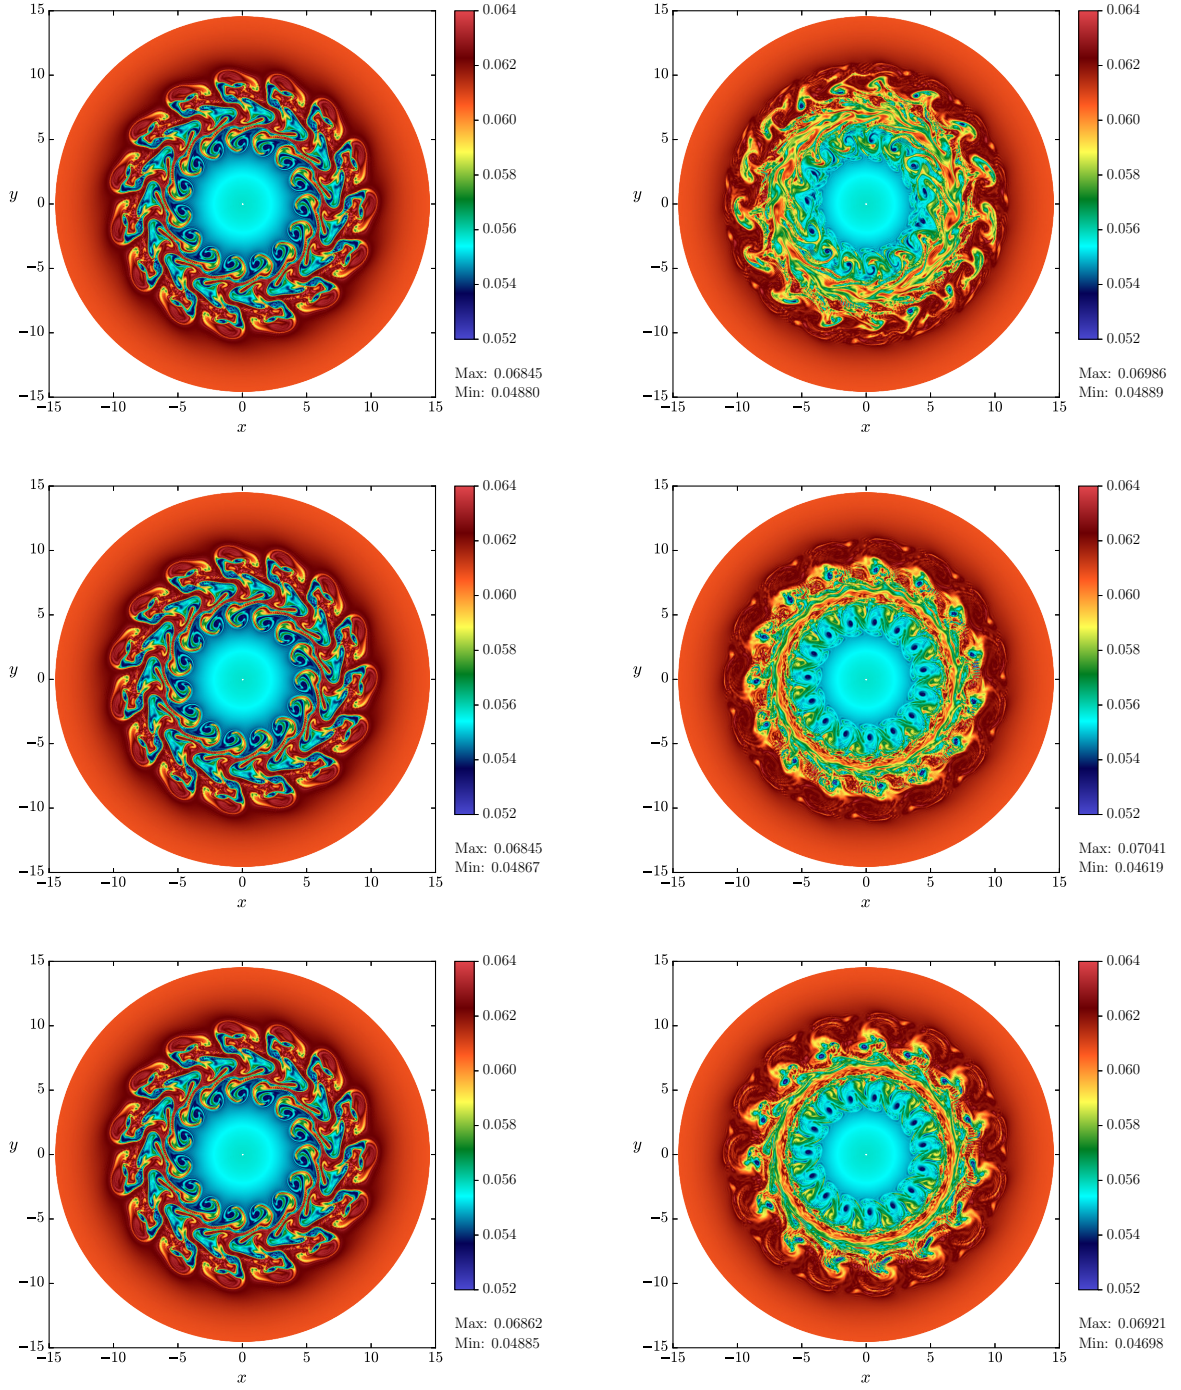 15
10
5
0
−5
−10
−15
y
−15 −10 −5 0 5 10 15
x
0.064
0.062
0.060
0.058
0.056
0.054
0.052
Max: 0.06845
Min: 0.04880
15
10
5
0
−5
−10
−15
y
−15 −10 −5 0 5 10 15
x
0.064
0.062
0.060
0.058
0.056
0.054
0.052
Max: 0.06986
Min: 0.04889
15
10
5
0
−5
−10
−15
y
−15 −10 −5 0 5 10 15
x
0.064
0.062
0.060
0.058
0.056
0.054
0.052
Max: 0.06845
Min: 0.04867
15
10
5
0
−5
−10
−15
y
−15 −10 −5 0 5 10 15
x
0.064
0.062
0.060
0.058
0.056
0.054
0.052
Max: 0.07041
Min: 0.04619
15
10
5
0
−5
−10
−15
y
−15 −10 −5 0 5 10 15
x
0.064
0.062
0.060
0.058
0.056
0.054
0.052
Max: 0.06862
Min: 0.04885
15
10
5
0
−5
−10
−15
y
−15 −10 −5 0 5 10 15
x
0.064
0.062
0.060
0.058
0.056
0.054
0.052
Max: 0.06921
Min: 0.04698